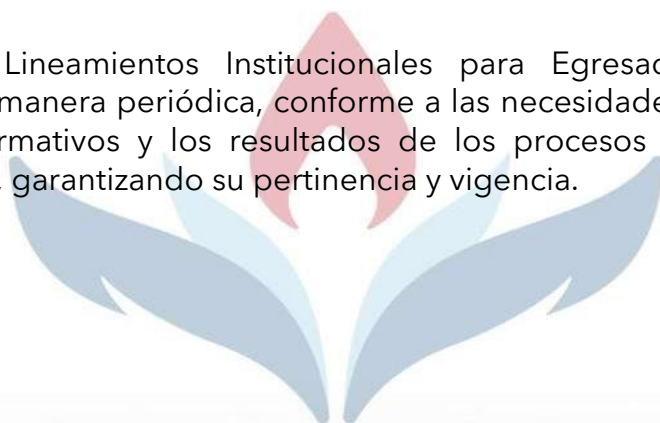 Lineamientos Institucionales para
manera periódica, conforme a las
y los resultados de los procesos
garantizando su pertinencia y vigencia.